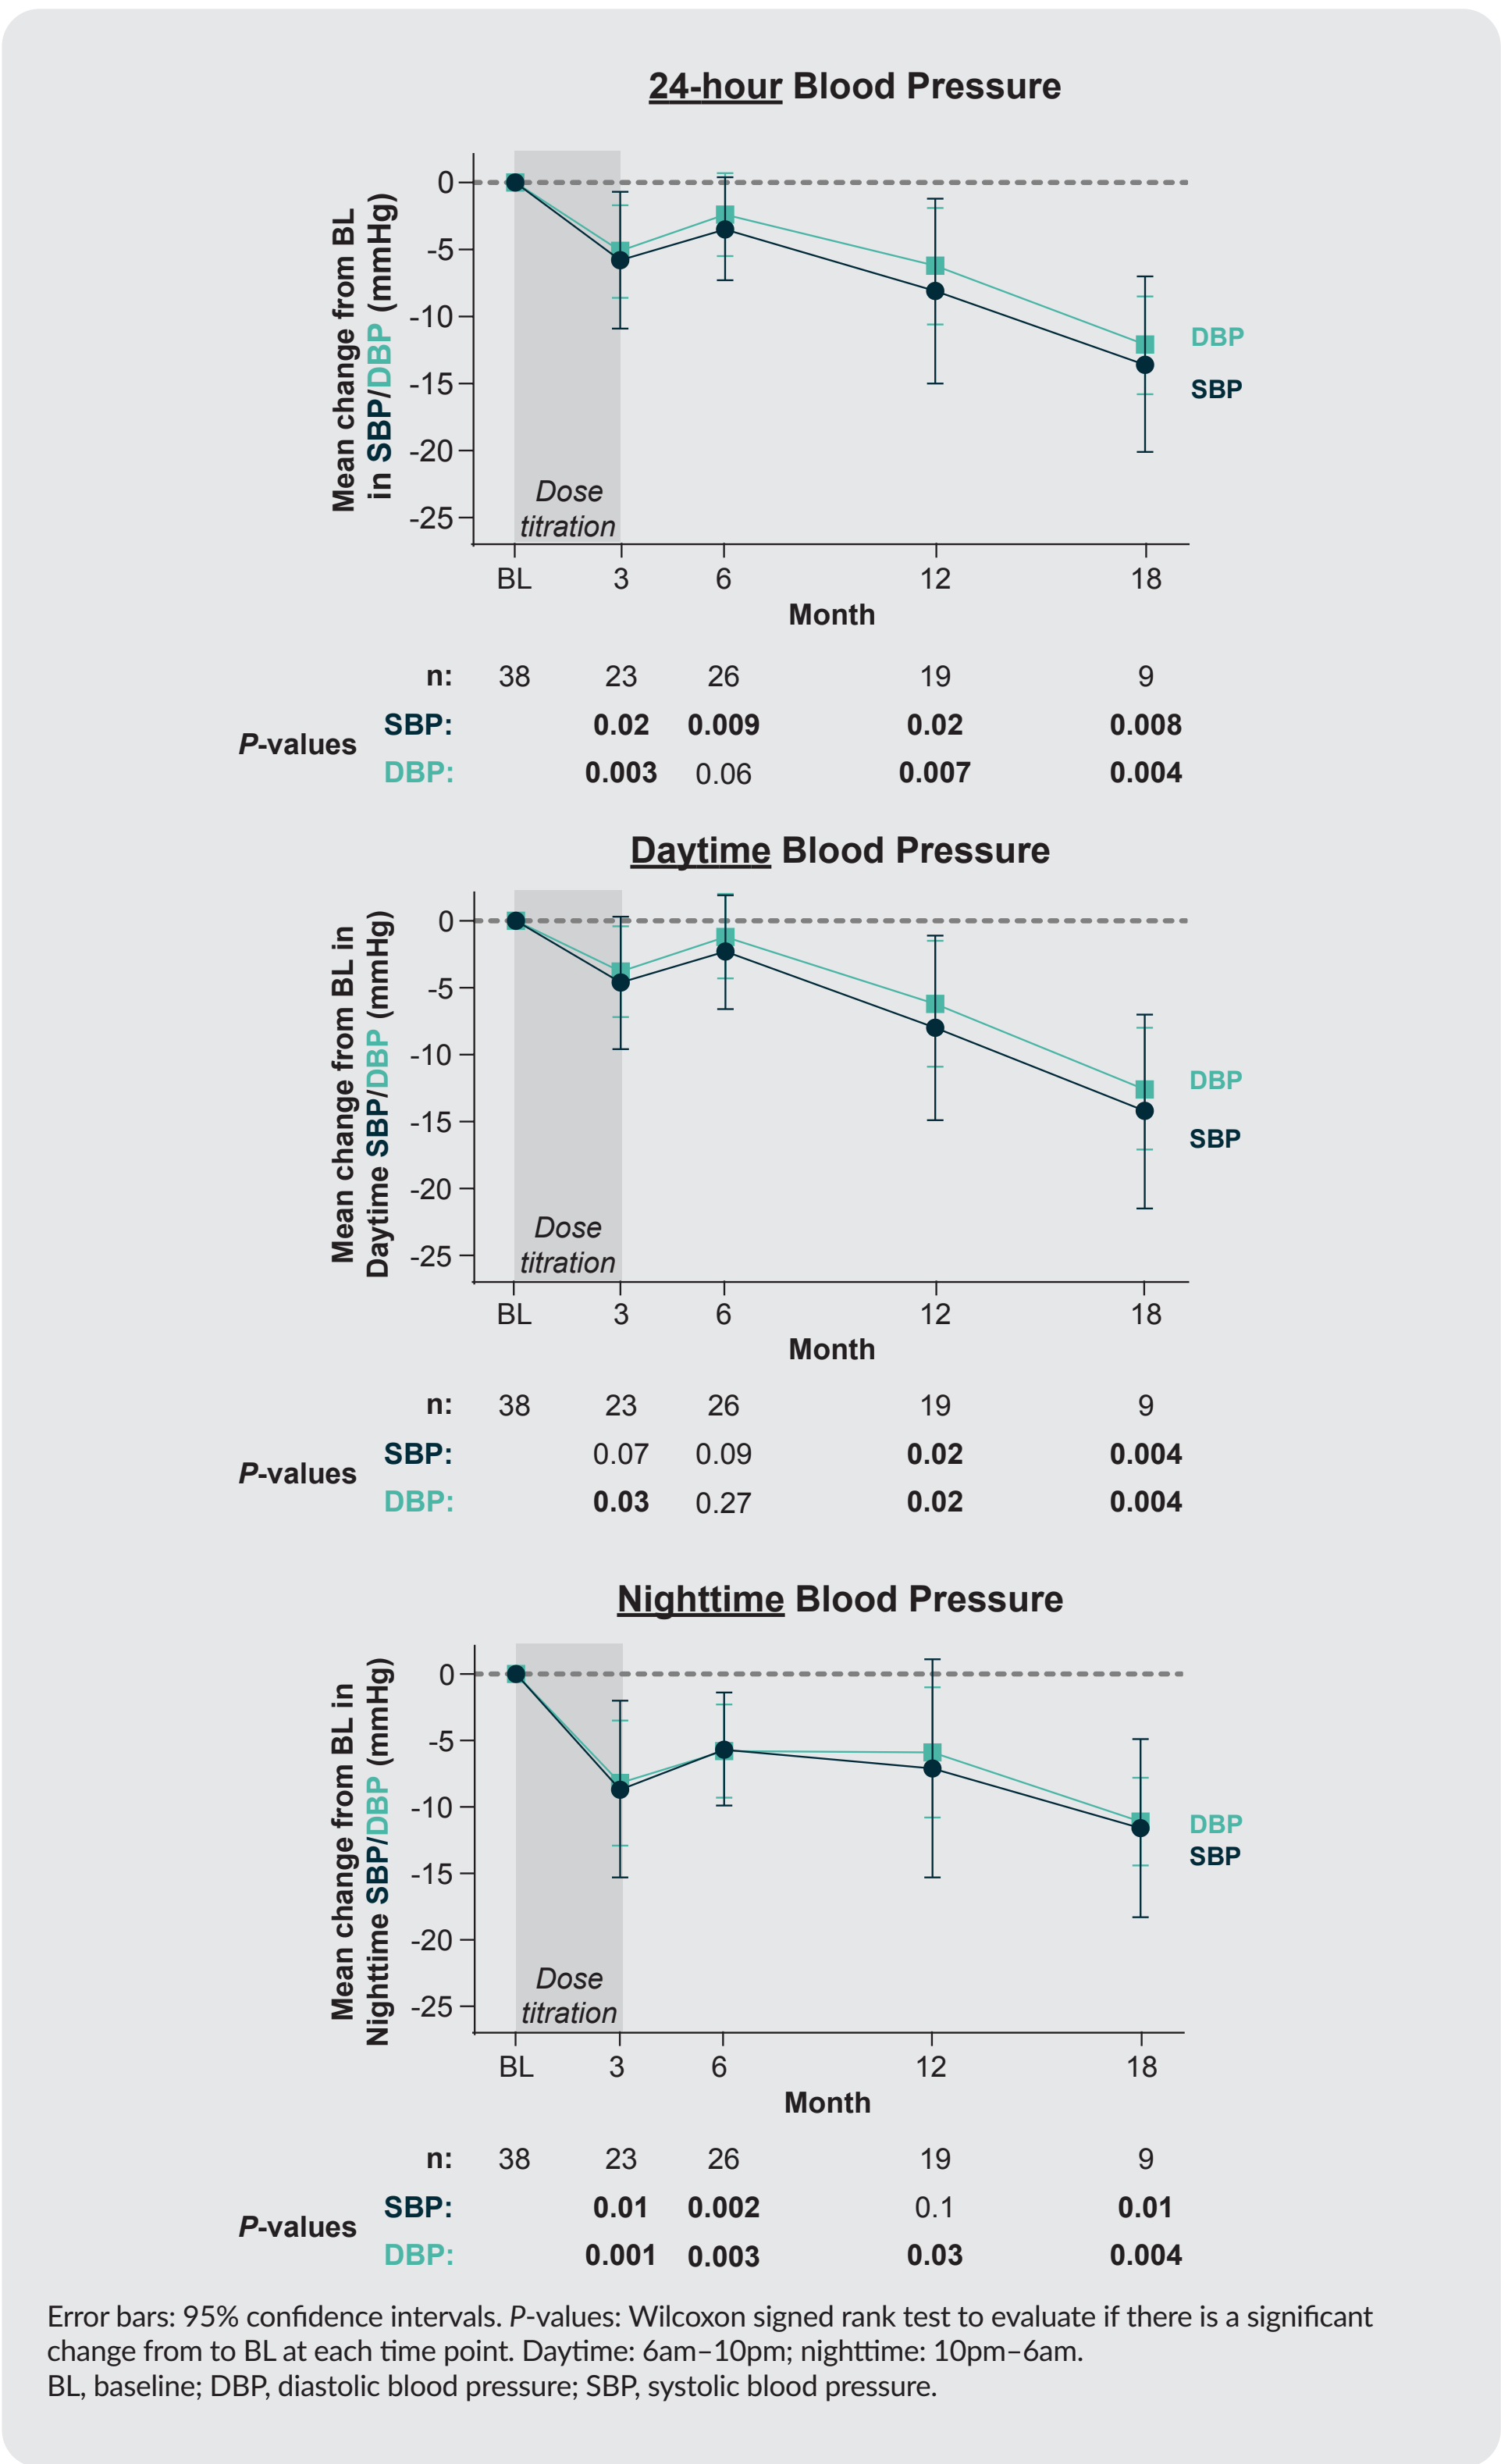 24-hour Blood Pressure
Mean change from BL
in SBP/DBP (mmHg)
0
-5
-10
-15
-20
-25
Dose
titration
DBP
SBP
BL 3 6 12 18
Month
n: 38 23 26 19 9
P-values
SBP: 0.02 0.009 0.02 0.008
DBP: 0.003 0.06 0.007 0.004
Daytime Blood Pressure
Mean change from BL in
Daytime SBP/DBP (mmHg)
0
-5
-10
-15
-20
-25
Dose
titration
DBP
SBP
BL 3 6 12 18
Month
n: 38 23 26 19 9
P-values
SBP: 0.07 0.09 0.02 0.004
DBP: 0.03 0.27 0.02 0.004
Nighttime Blood Pressure
Mean change from BL in
Nighttime SBP/DBP (mmHg)
0
-5
-10
-15
-20
-25
Dose
titration
DBP
SBP
BL 3 6 12 18
Month
n: 38 23 26 19 9
P-values
SBP: 0.01 0.002 0.1 0.01
DBP: 0.001 0.003 0.03 0.004
Error bars: 95% confidence intervals. P-values: Wilcoxon signed rank test to evaluate if there is a significant
change from to BL at each time point. Daytime: 6am–10pm; nighttime: 10pm–6am.
BL, baseline; DBP, diastolic blood pressure; SBP, systolic blood pressure.